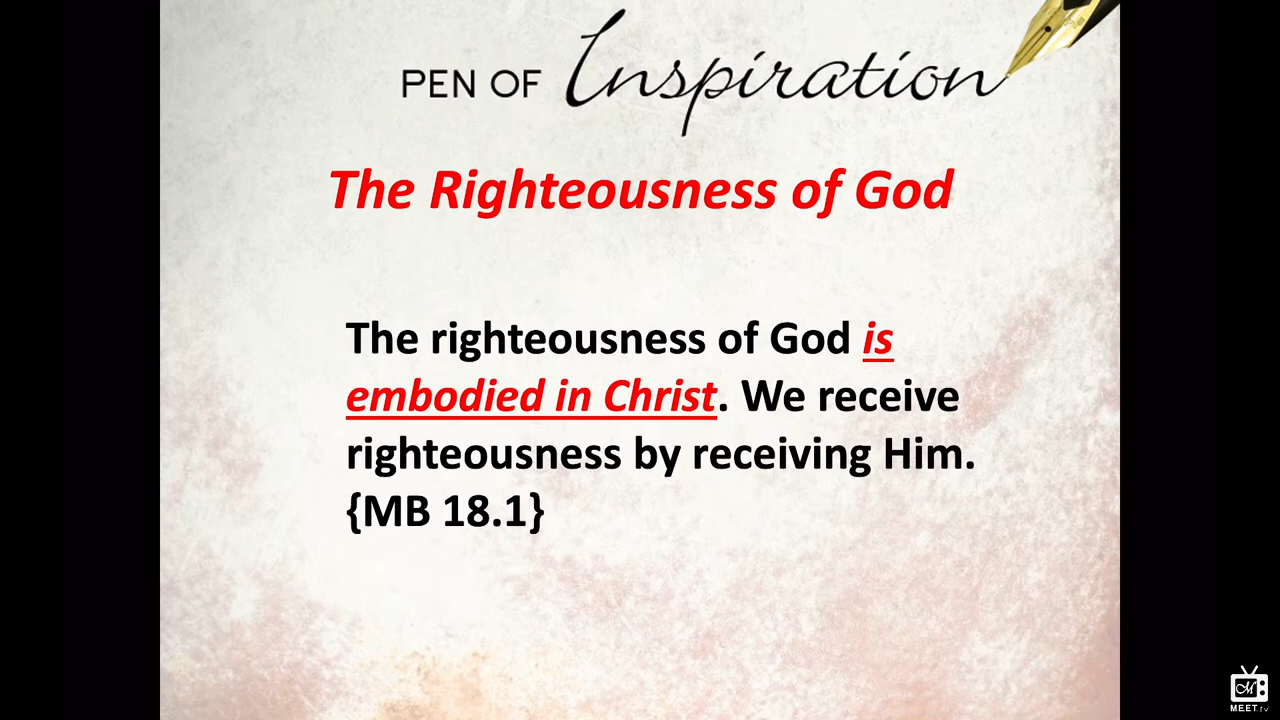 PEN OF Inspiration
The Righteousness of God
The righteousness of God is
embodied in Christ. We receive
righteousness by receiving Him.
{MB 18.1}
M
MEET.TV